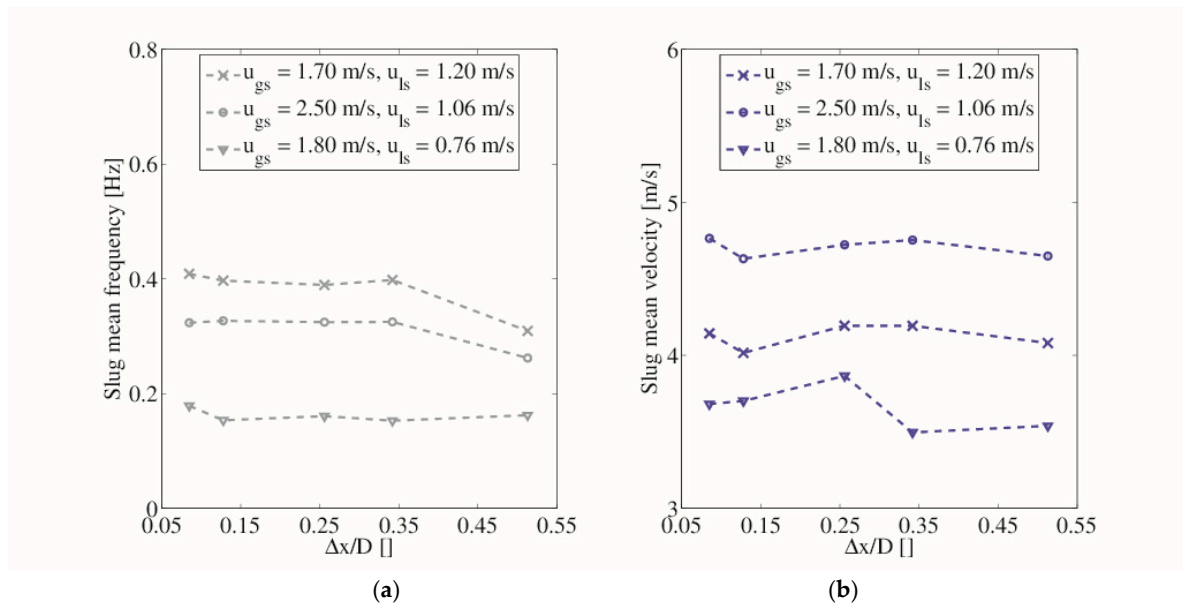 0.8
0.6
0.4
0.2
0
Slug mean frequency [Hz]
u_gs = 1.70 m/s, u_ls = 1.20 m/s
u_gs = 2.50 m/s, u_ls = 1.06 m/s
u_gs = 1.80 m/s, u_ls = 0.76 m/s
0.05 0.15 0.25 0.35 0.45 0.55
Δx/D []
(a)
6
5
4
3
Slug mean velocity [m/s]
u_gs = 1.70 m/s, u_ls = 1.20 m/s
u_gs = 2.50 m/s, u_ls = 1.06 m/s
u_gs = 1.80 m/s, u_ls = 0.76 m/s
0.05 0.15 0.25 0.35 0.45 0.55
Δx/D []
(b)